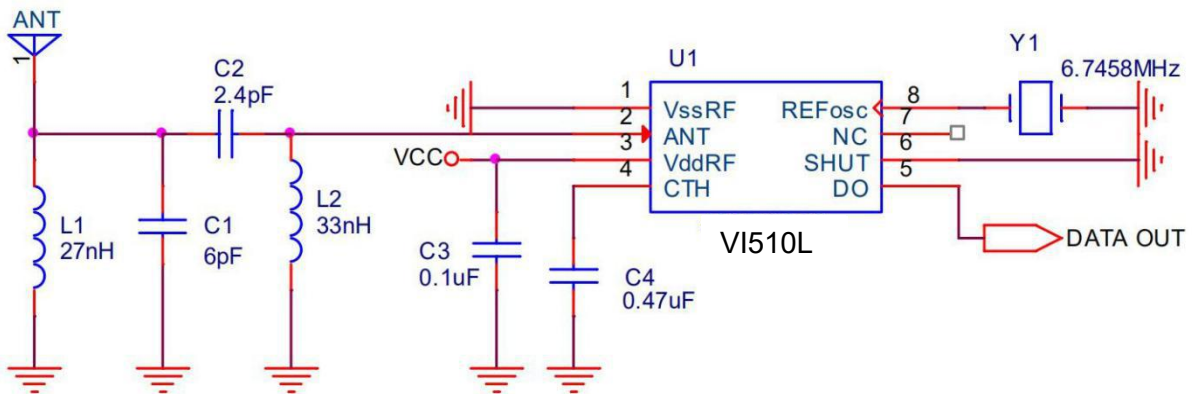 ANT
1
C2
2.4pF
L1
27nH
C1
6pF
L2
33nH
VCC
C3
0.1uF
C4
0.47uF
U1
1
2
3
4
VssRF
ANT
VddRF
CTH
REFosc
NC
SHUT
DO
8
7
6
5
VI510L
Y1
6.7458MHz
DATA OUT